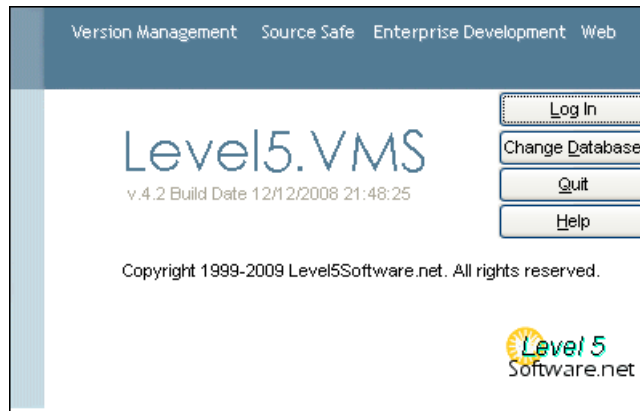 Version Management Source Safe Enterprise Development Web
Log In
Change Database
Quit
Help
Level5.VMS
v.4.2 Build Date 12/12/2008 21:48:25
Copyright 1999-2009 Level5Software.net. All rights reserved.
Level 5
Software.net